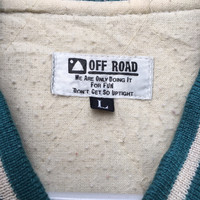 OFF ROAD
WE ARE ONLY DOING IT
FOR FUN
DON'T GET SO UPTIGHT
L